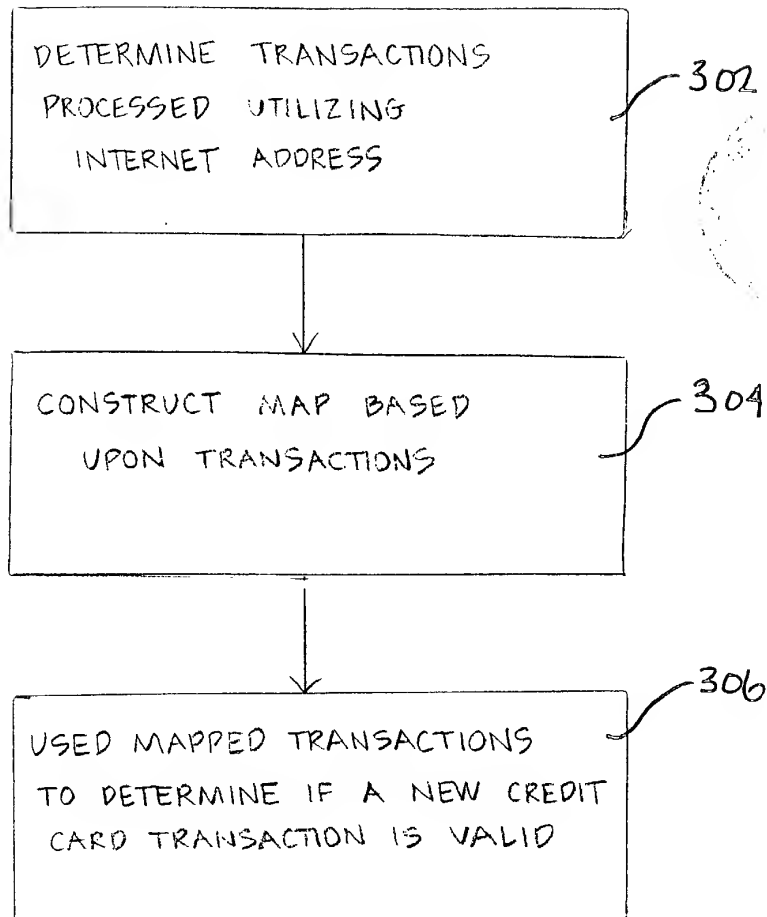 DETERMINE TRANSACTIONS
PROCESSED UTILIZING
INTERNET ADDRESS
302
CONSTRUCT MAP BASED
UPON TRANSACTIONS
304
USED MAPPED TRANSACTIONS
TO DETERMINE IF A NEW CREDIT
CARD TRANSACTION IS VALID
306